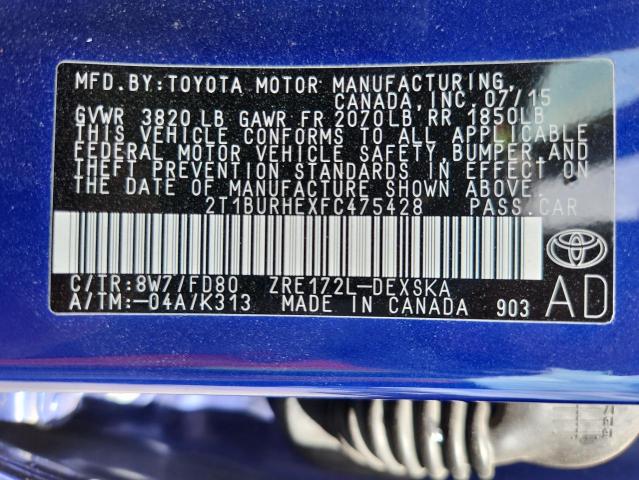 MFD.BY:TOYOTA MOTOR MANUFACTURING,
CANADA, INC. 07/15
GVWR 3820 LB GAWR FR 2070LB RR 1850LB
THIS VEHICLE CONFORMS TO ALL APPLICABLE
FEDERAL MOTOR VEHICLE SAFETY,BUMPER,AND
THEFT PREVENTION STANDARDS IN EFFECT ON
THE DATE OF MANUFACTURE SHOWN ABOVE.
2T1BURHEXFC475428 PASS.CAR
C/TR:8W7/FD80 ZRE172L-DEXSKA
A/TM:-04A/K313 MADE IN CANADA 903
AD